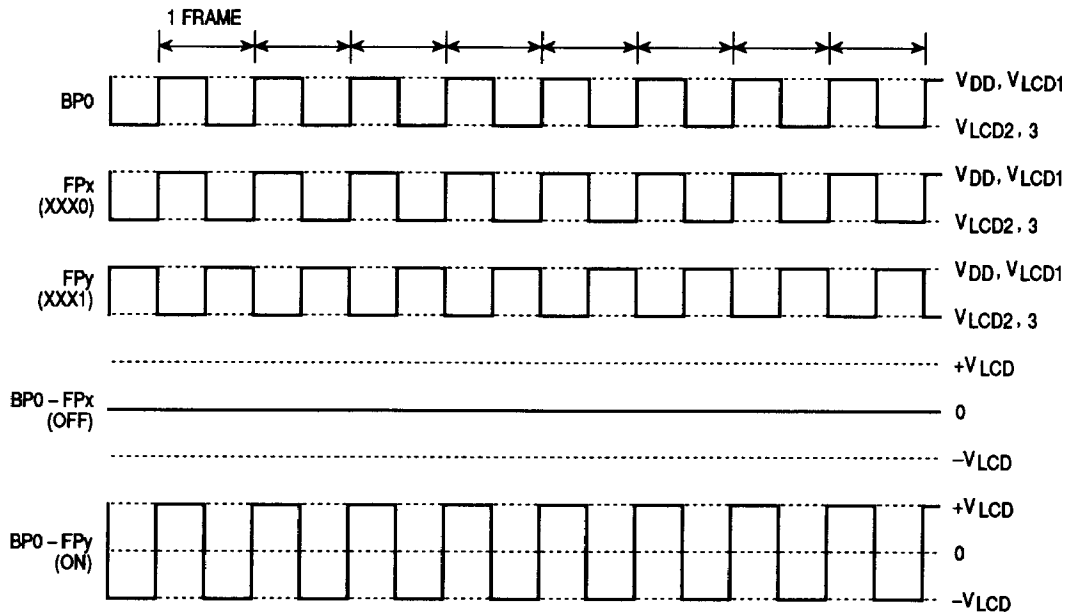 1 FRAME
BP0
VDD, VLCD1
VLCD2, 3
FPx
(XXX0)
VDD, VLCD1
VLCD2, 3
FPy
(XXX1)
VDD, VLCD1
VLCD2, 3
+VLCD
BP0 – FPx
(OFF)
0
–VLCD
+VLCD
BP0 – FPy
(ON)
0
–VLCD